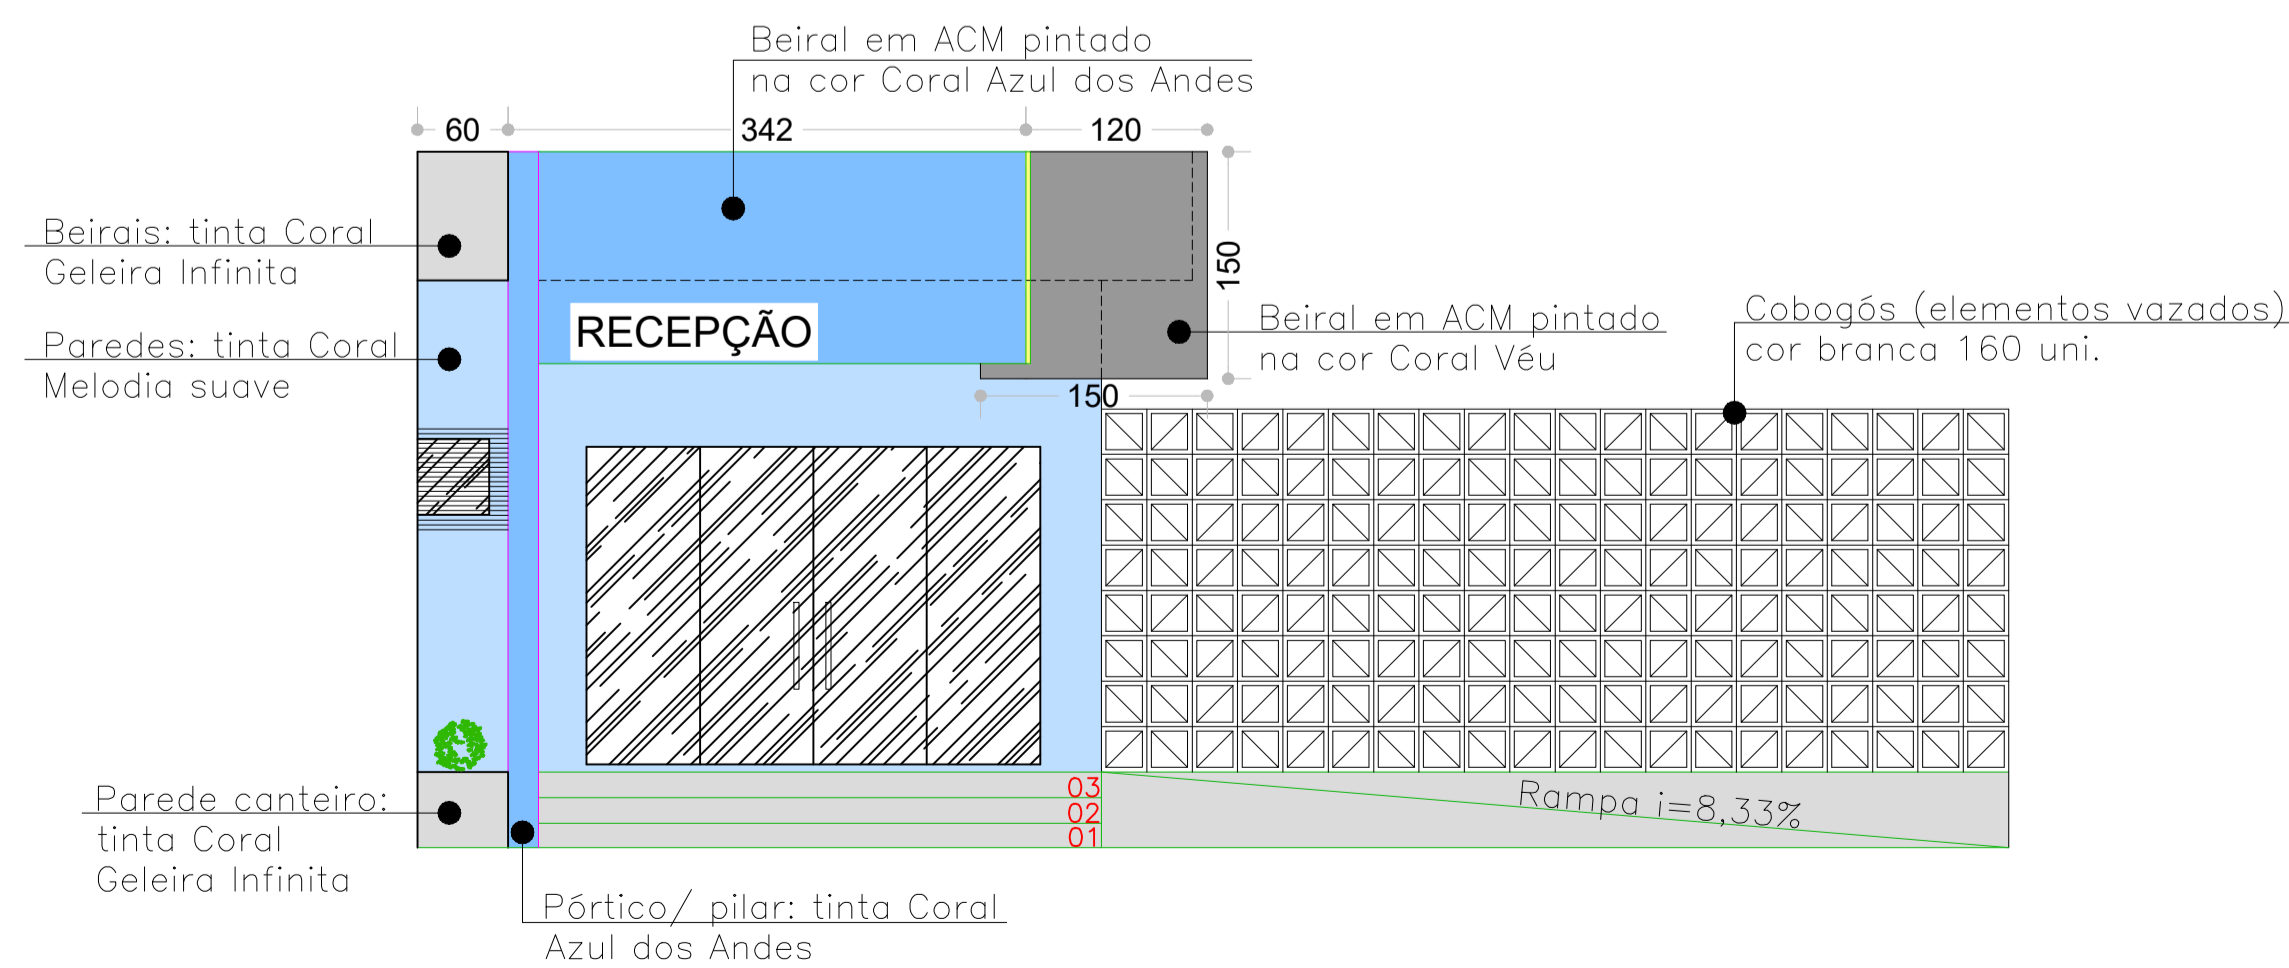 Beiral em ACM pintado
na cor Coral Azul dos Andes
60
342
120
Beirais: tinta Coral
Geleira Infinita
150
RECEPÇÃO
Beiral em ACM pintado
na cor Coral Véu
Cobogós (elementos vazados)
cor branca 160 uni.
Paredes: tinta Coral
Melodia suave
150
03
02
01
Rampa i=8,33%
Parede canteiro:
tinta Coral
Geleira Infinita
Pórtico/ pilar: tinta Coral
Azul dos Andes